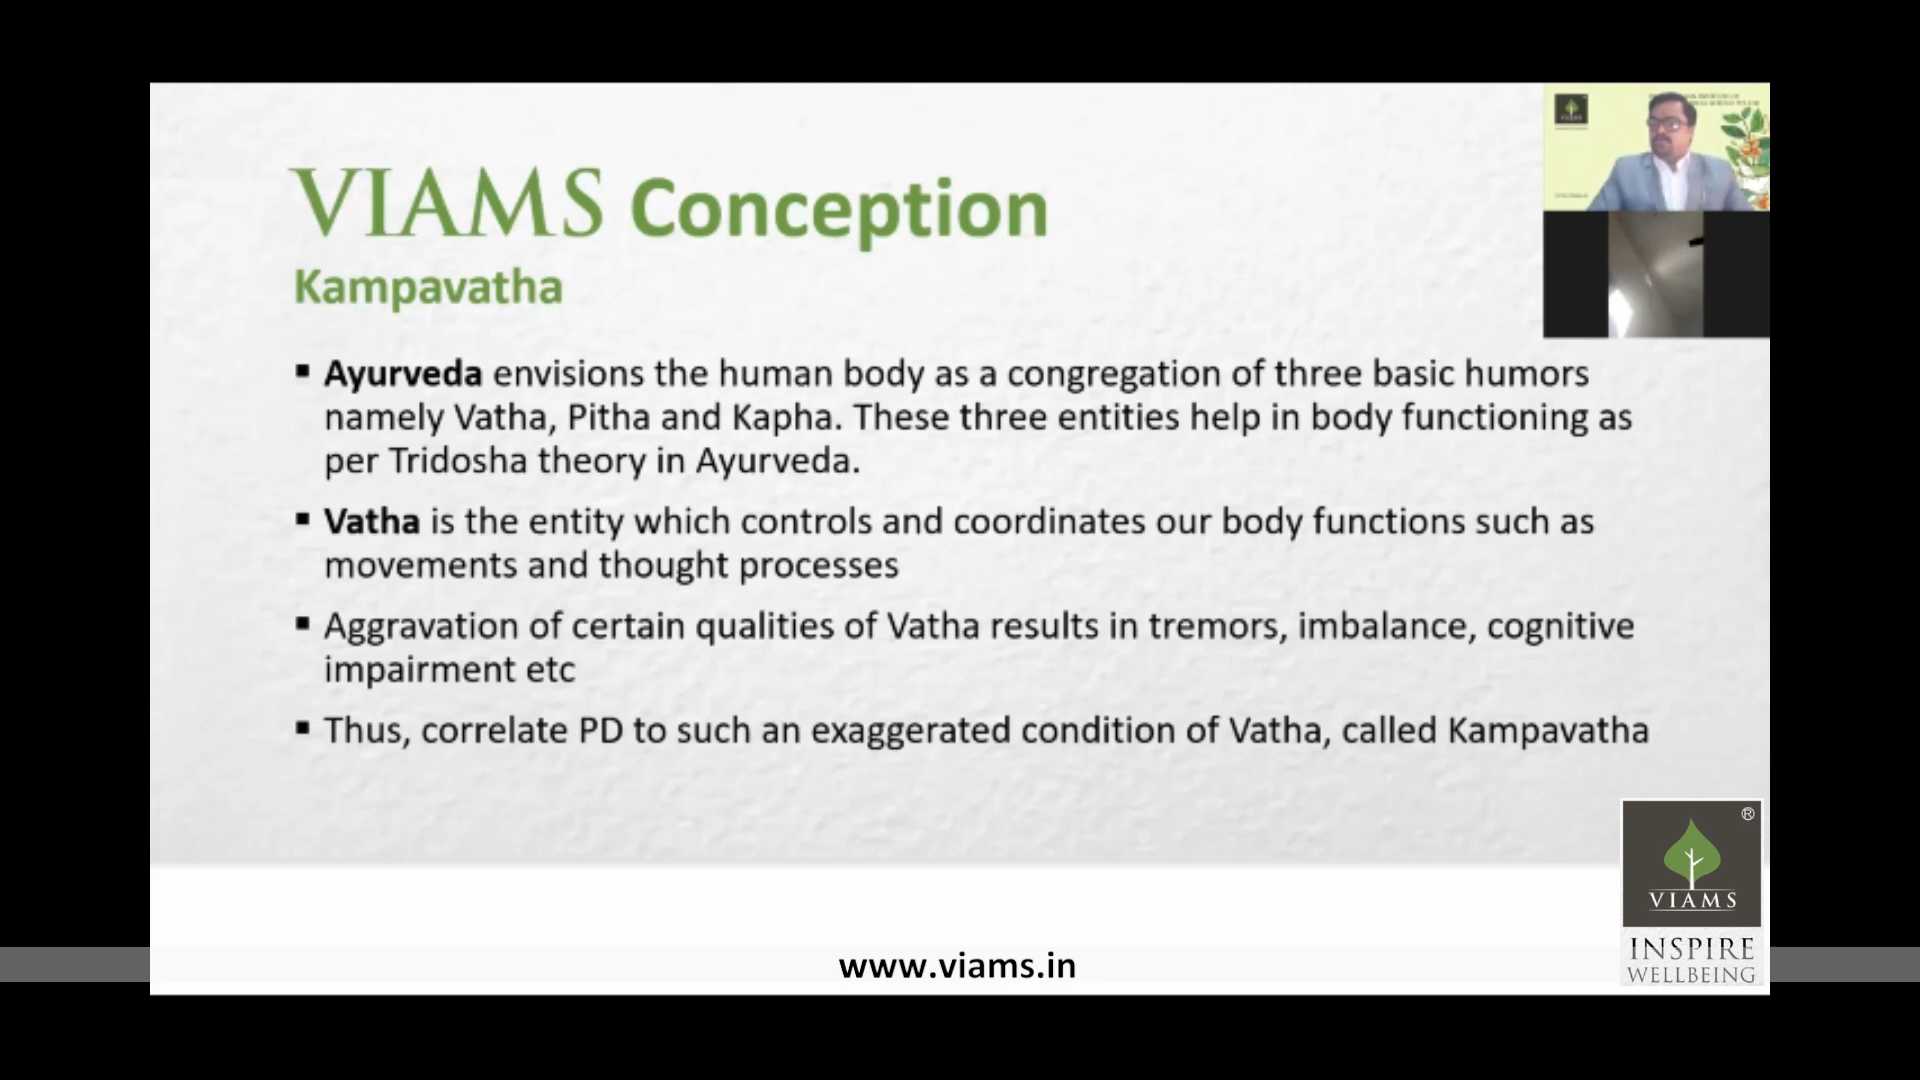 VIAMS Conception
Kampavatha
▪ Ayurveda envisions the human body as a congregation of three basic humors
namely Vatha, Pitha and Kapha. These three entities help in body functioning as
per Tridosha theory in Ayurveda.
▪ Vatha is the entity which controls and coordinates our body functions such as
movements and thought processes
▪ Aggravation of certain qualities of Vatha results in tremors, imbalance, cognitive
impairment etc
▪ Thus, correlate PD to such an exaggerated condition of Vatha, called Kampavatha
®
VIAMS
INSPIRE
WELLBEING
www.viams.in